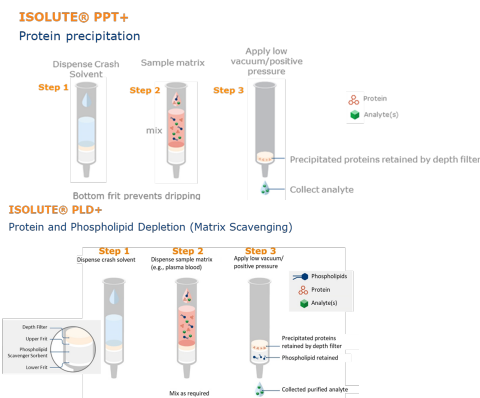 ISOLUTE® PPT+
Protein precipitation
Dispense Crash
Solvent
Sample matrix
Apply low
vacuum/positive
pressure
Step 1
Step 2
Step 3
mix
Protein
Analyte(s)
Precipitated proteins retained by depth filter
Collect analyte
Bottom frit prevents dripping
ISOLUTE® PLD+
Protein and Phospholipid Depletion (Matrix Scavenging)
Step 1
Dispense crash solvent
Step 2
Dispense sample matrix
(e.g., plasma blood)
Step 3
Apply low vacuum/
positive pressure
Phospholipids
Protein
Analyte(s)
Depth Filter
Upper Frit
Phospholipid
Scavenger Sorbent
Lower Frit
Precipitated proteins
retained by depth filter
Phospholipid retained
Mix as required
Collected purified analyte